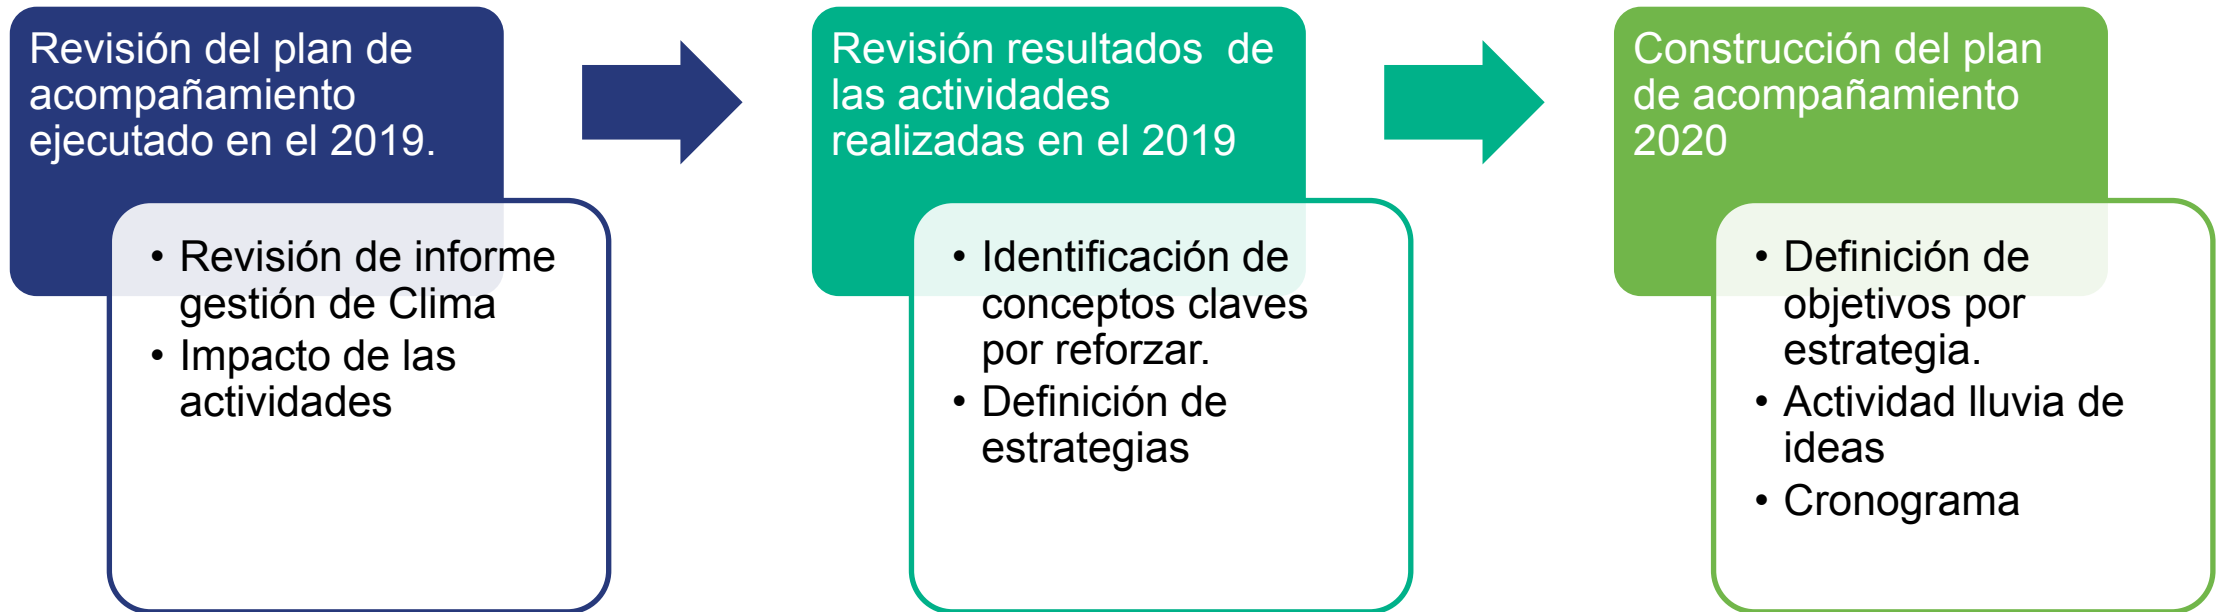 Revisión del plan de
acompañamiento
ejecutado en el 2019.
• Revisión de informe
gestión de Clima
• Impacto de las
actividades
Revisión resultados  de
las actividades
realizadas en el 2019
• Identificación de
conceptos claves
por reforzar.
• Definición de
estrategias
Construcción del plan
de acompañamiento
2020
• Definición de
objetivos por
estrategia.
• Actividad lluvia de
ideas
• Cronograma